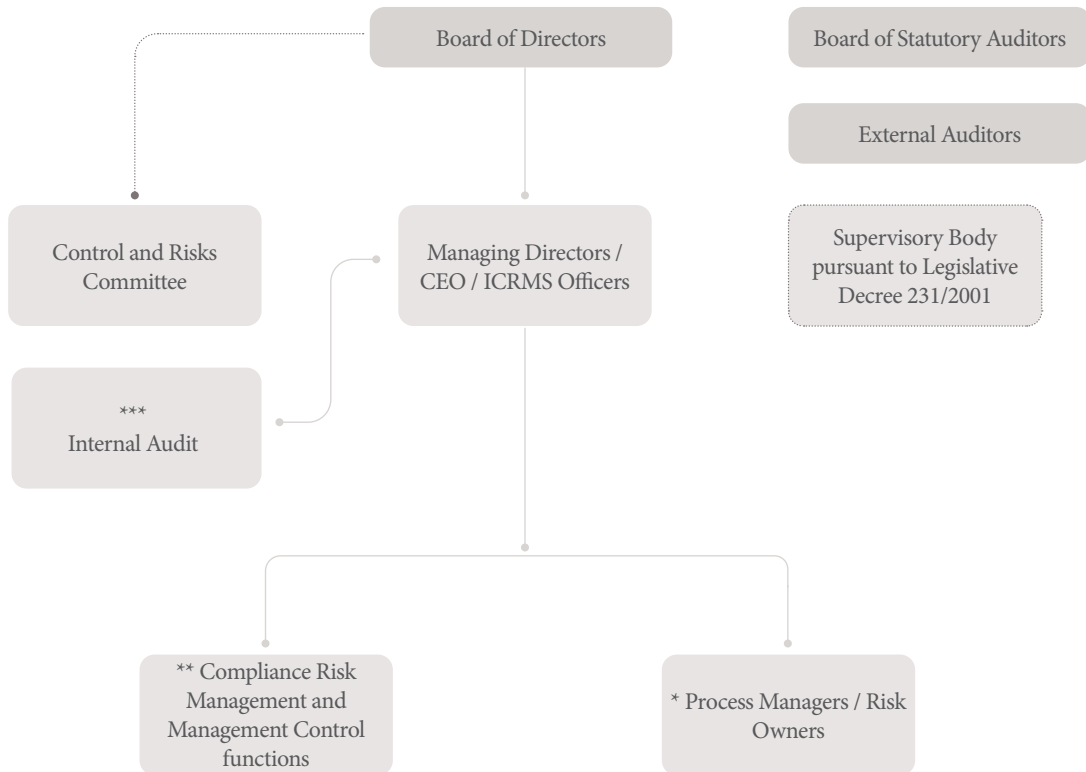 Board of Directors
Board of Statutory Auditors
External Auditors
Control and Risks
Committee
Managing Directors /
CEO / ICRMS Officers
Supervisory Body
pursuant to Legislative
Decree 231/2001
***
Internal Audit
** Compliance Risk
Management and
Management Control
functions
* Process Managers / Risk
Owners